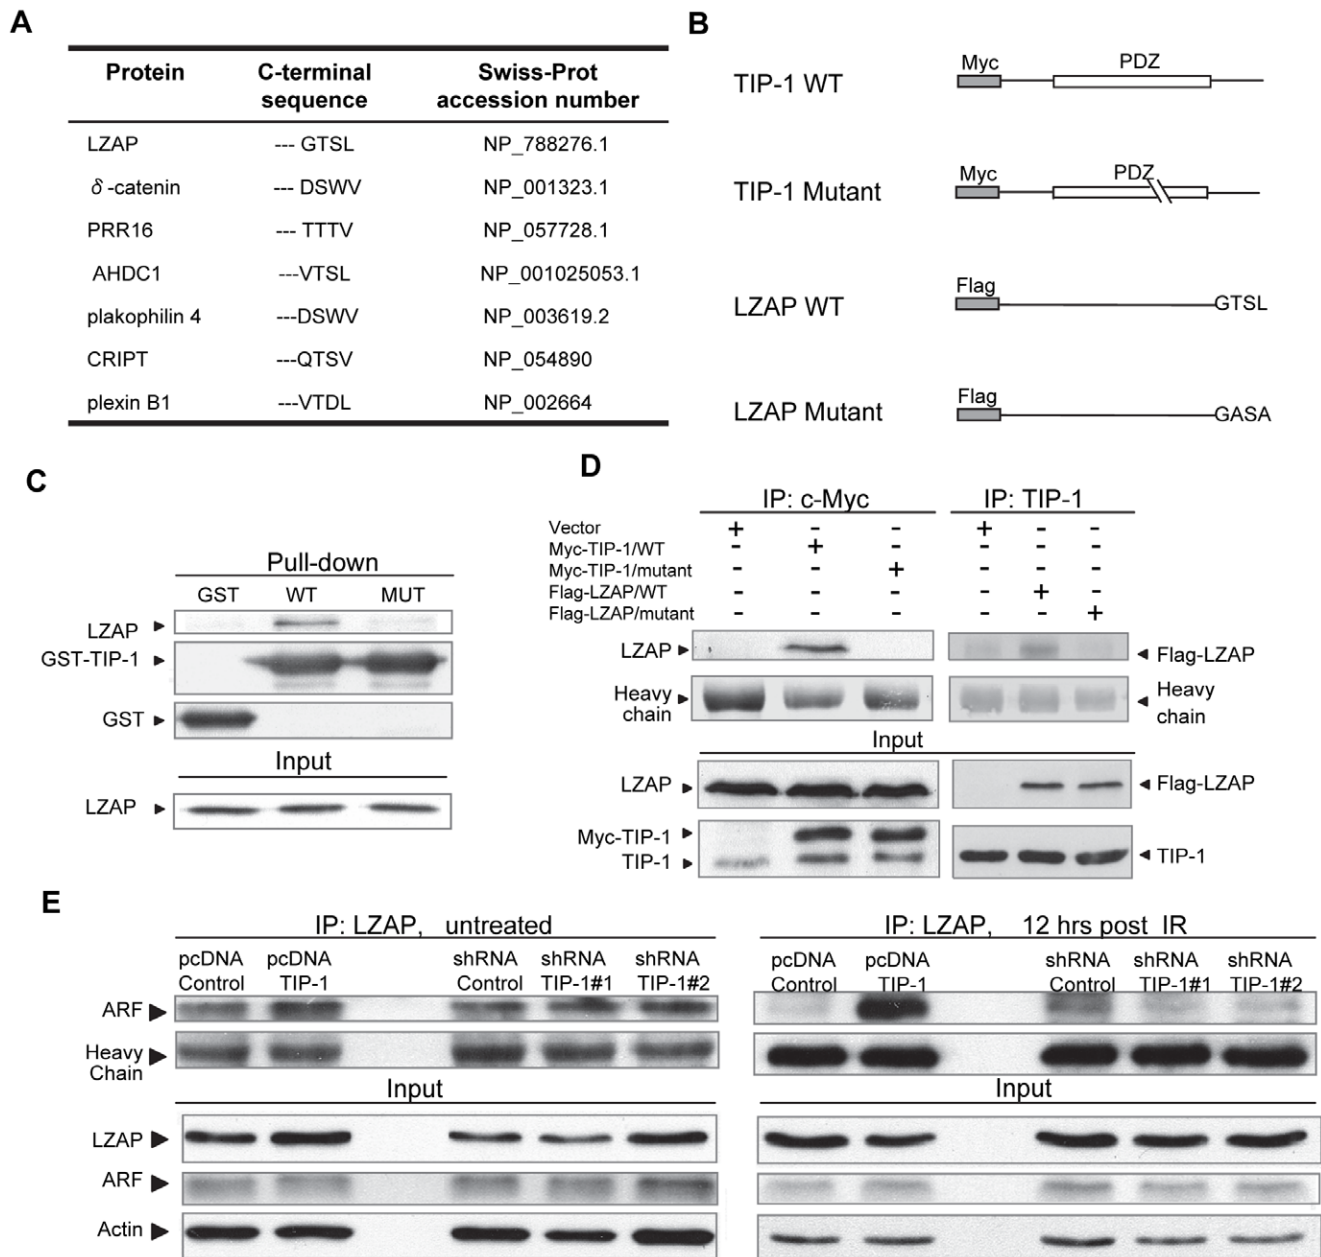 A
Protein C-terminal sequence Swiss-Prot accession number
LZAP --- GTSL NP_788276.1
δ-catenin --- DSWV NP_001323.1
PRR16 --- TTTV NP_057728.1
AHDC1 ---VTSL NP_001025053.1
plakophilin 4 ---DSWV NP_003619.2
CRIPT ---QTSV NP_054890
plexin B1 ---VTDL NP_002664
B
TIP-1 WT Myc PDZ
TIP-1 Mutant Myc PDZ
LZAP WT Flag GTSL
LZAP Mutant Flag GASA
C
Pull-down
GST WT MUT
LZAP
GST-TIP-1
GST
Input
LZAP
D
IP: c-Myc IP: TIP-1
Vector + - - + - -
Myc-TIP-1/WT - + - - - -
Myc-TIP-1/mutant - - + - - -
Flag-LZAP/WT - - - - + -
Flag-LZAP/mutant - - - - - +
LZAP Flag-LZAP
Heavy chain Heavy chain
Input
LZAP Flag-LZAP
Myc-TIP-1
TIP-1 TIP-1
E
IP: LZAP, untreated IP: LZAP, 12 hrs post IR
pcDNA pcDNA shRNA shRNA shRNA pcDNA pcDNA shRNA shRNA shRNA
Control TIP-1 Control TIP-1#1 TIP-1#2 Control TIP-1 Control TIP-1#1 TIP-1#2
ARF
Heavy
Chain
Input Input
LZAP
ARF
Actin